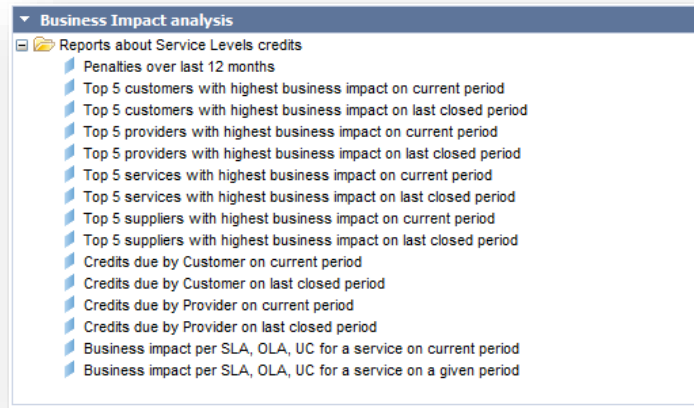 Business Impact analysis
Reports about Service Levels credits
Penalties over last 12 months
Top 5 customers with highest business impact on current period
Top 5 customers with highest business impact on last closed period
Top 5 providers with highest business impact on current period
Top 5 providers with highest business impact on last closed period
Top 5 services with highest business impact on current period
Top 5 services with highest business impact on last closed period
Top 5 suppliers with highest business impact on current period
Top 5 suppliers with highest business impact on last closed period
Credits due by Customer on current period
Credits due by Customer on last closed period
Credits due by Provider on current period
Credits due by Provider on last closed period
Business impact per SLA, OLA, UC for a service on current period
Business impact per SLA, OLA, UC for a service on a given period